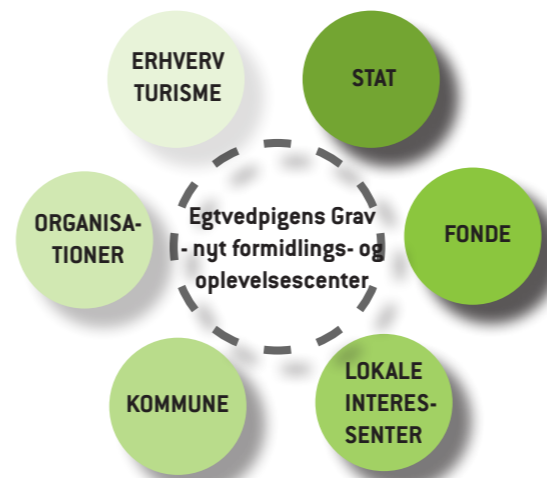 ERHVERV
TURISME
STAT
ORGANISA-
TIONER
Egtvedpigens Grav
- nyt formidlings- og
oplevelsescenter
FONDE
KOMMUNE
LOKALE
INTERES-
SENTER